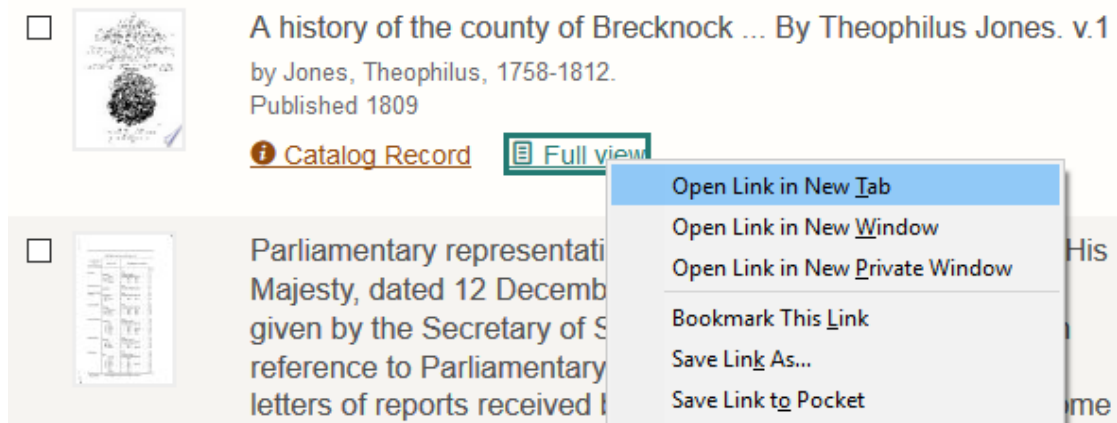 A history of the county of Brecknock ... By Theophilus Jones. v.1
by Jones, Theophilus, 1758-1812.
Published 1809
Catalog Record
Full view
Open Link in New Tab
Open Link in New Window
Open Link in New Private Window
Bookmark This Link
Save Link As...
Save Link to Pocket
Parliamentary His
Majesty, dated 12
given by the Secretary of
reference to Parliamentary
letters of reports received